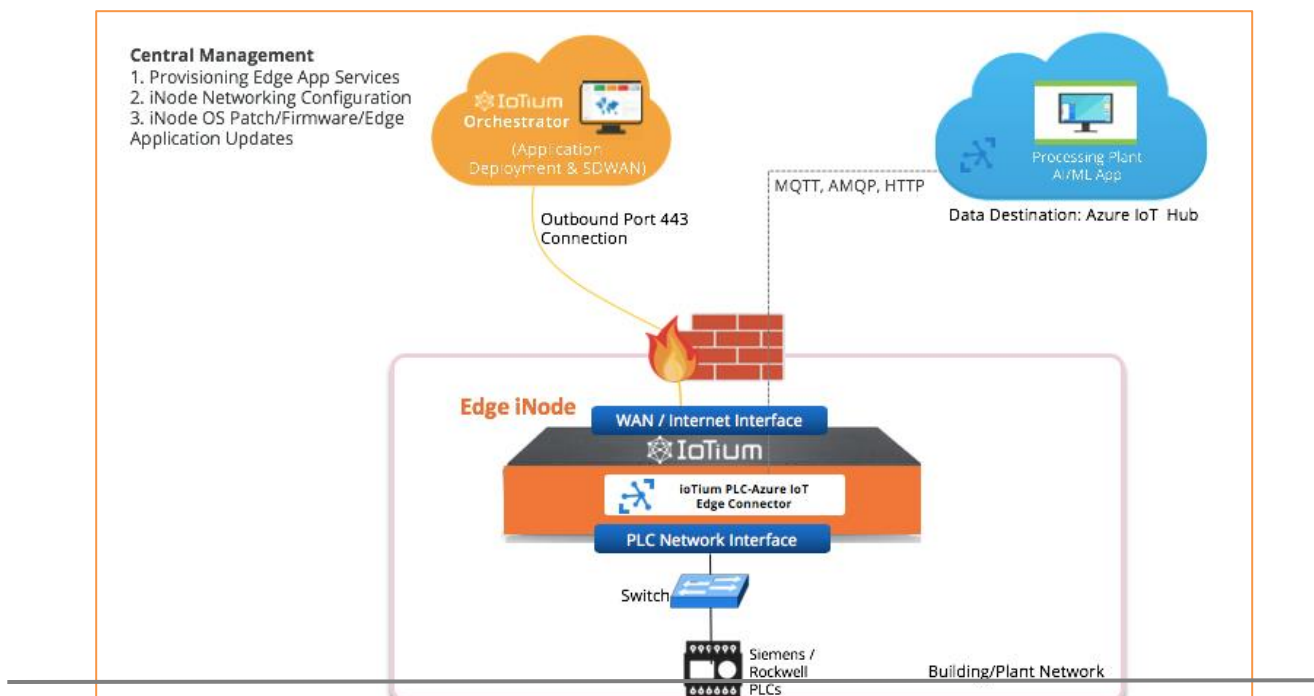 Central Management
1. Provisioning Edge App Services
2. iNode Networking Configuration
3. iNode OS Patch/Firmware/Edge
Application Updates
IoTium
Orchestrator
(Application
Deployment & SDWAN)
Processing Plant
AI/ML App
MQTT, AMQP, HTTP
Data Destination: Azure IoT Hub
Outbound Port 443
Connection
Edge iNode
WAN / Internet Interface
IoTium
ioTium PLC-Azure IoT
Edge Connector
PLC Network Interface
Switch
Siemens /
Rockwell
PLCs
Building/Plant Network